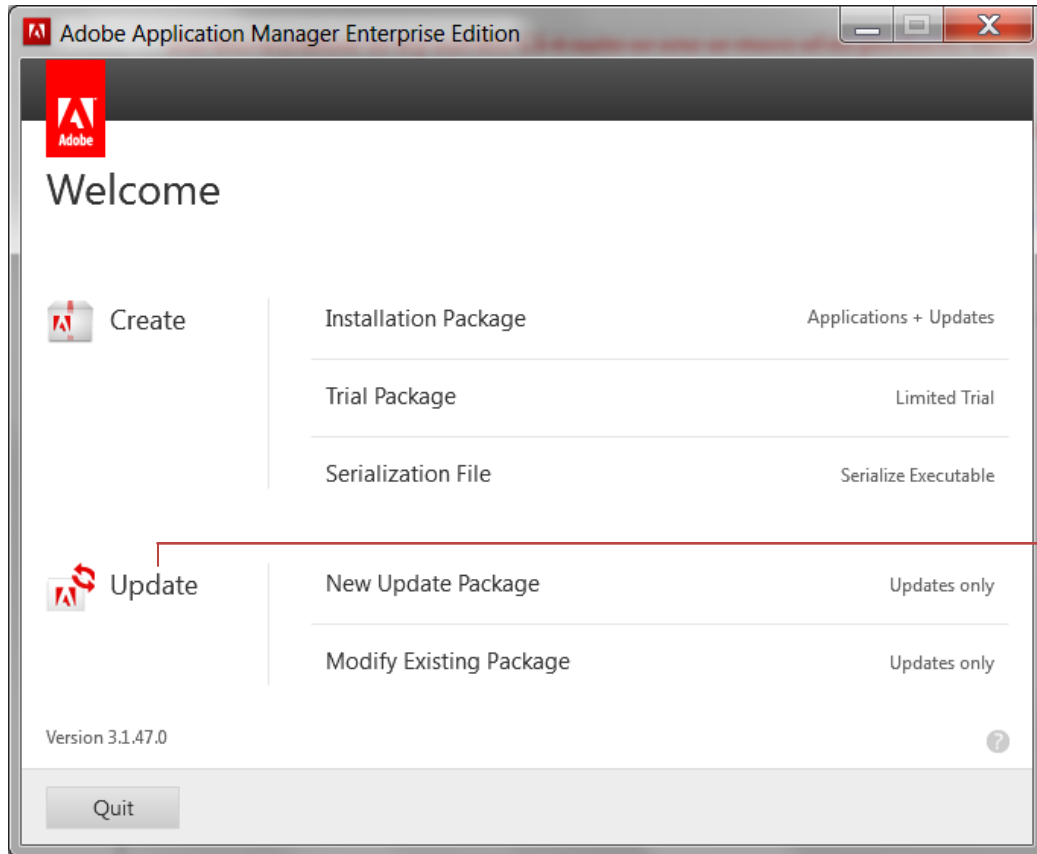 Adobe Application Manager Enterprise Edition
Adobe
Welcome
Create
Installation Package Applications + Updates
Trial Package Limited Trial
Serialization File Serialize Executable
Update
New Update Package Updates only
Modify Existing Package Updates only
Version 3.1.47.0
?
Quit